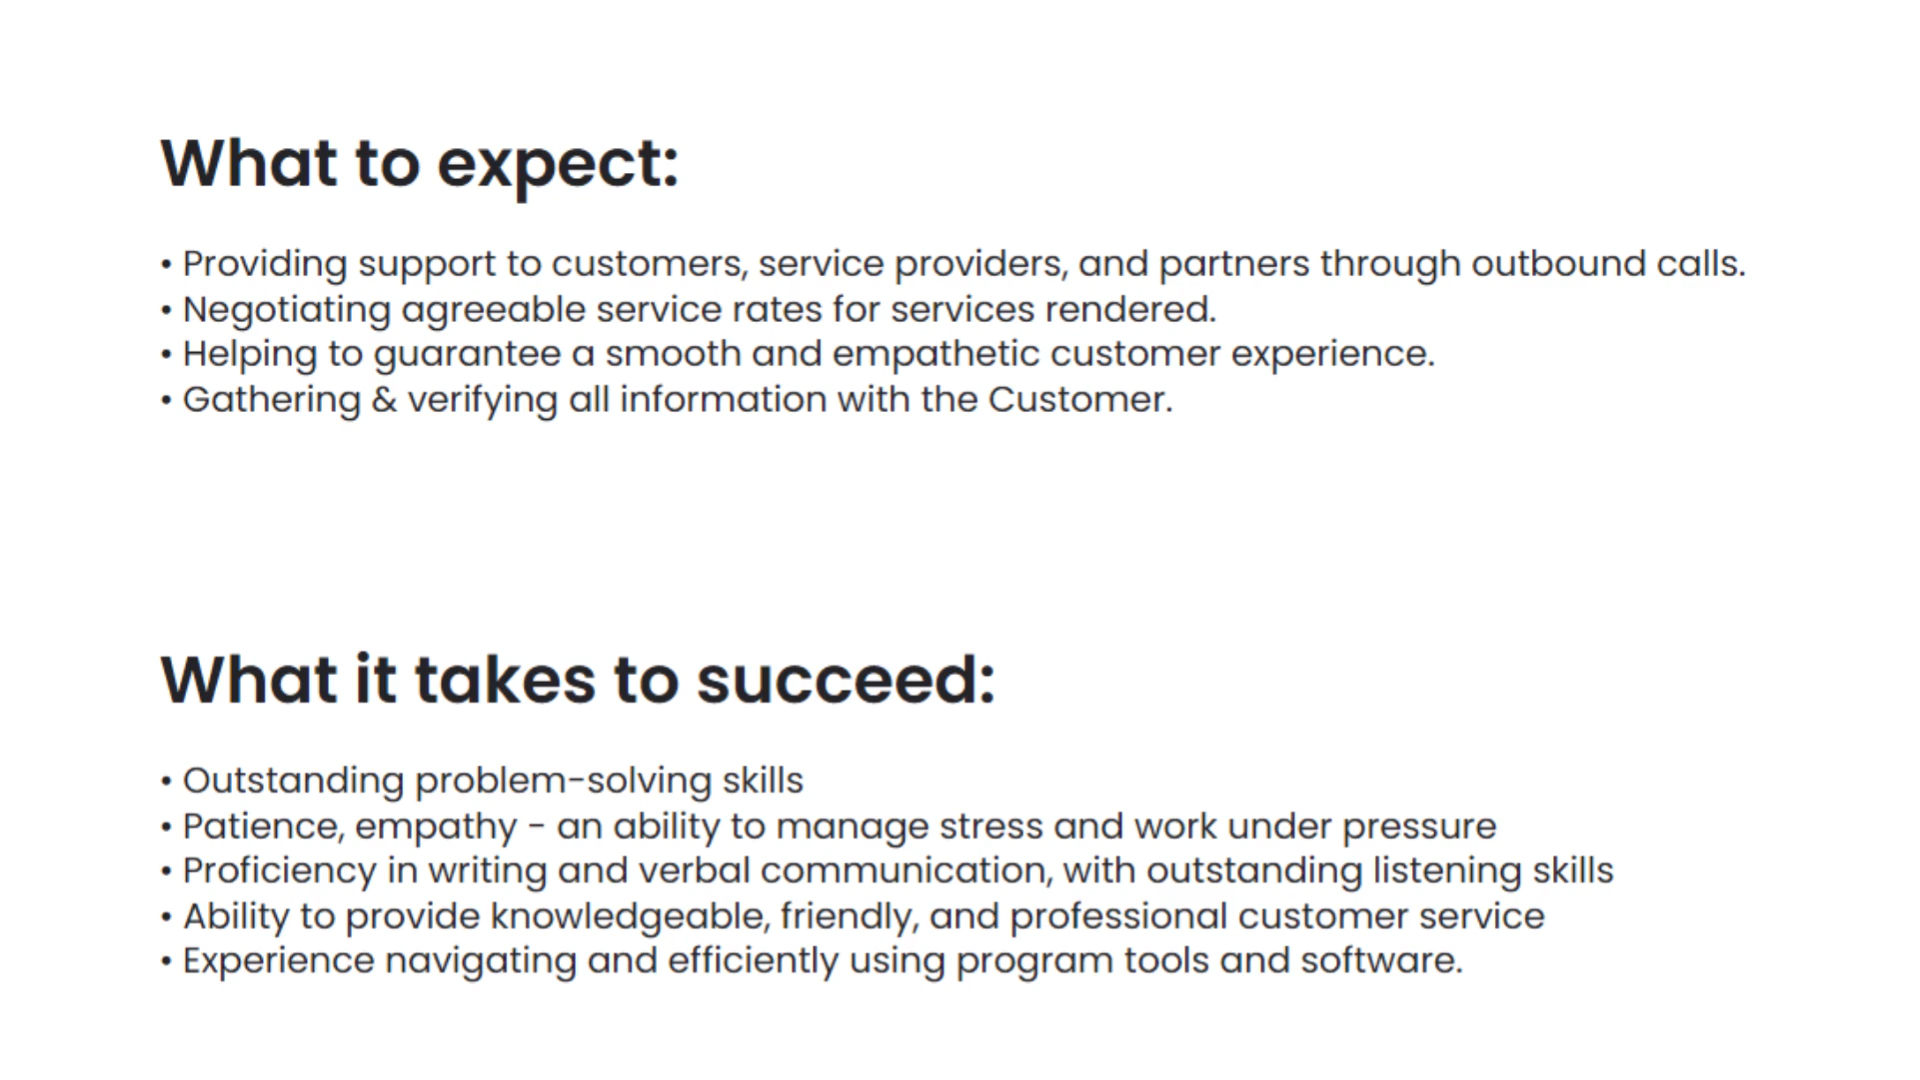 What to expect:
• Providing support to customers, service providers, and partners through outbound calls.
• Negotiating agreeable service rates for services rendered.
• Helping to guarantee a smooth and empathetic customer experience.
• Gathering & verifying all information with the Customer.
What it takes to succeed:
• Outstanding problem-solving skills
• Patience, empathy - an ability to manage stress and work under pressure
• Proficiency in writing and verbal communication, with outstanding listening skills
• Ability to provide knowledgeable, friendly, and professional customer service
• Experience navigating and efficiently using program tools and software.